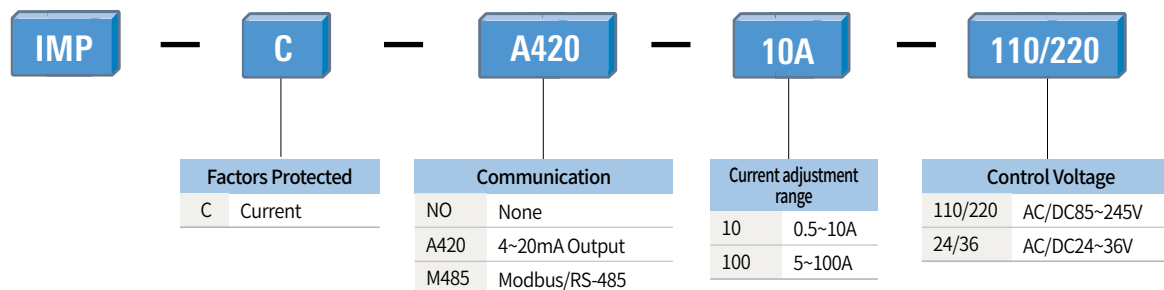 IMP — C — A420 — 10A — 110/220
Factors Protected
C Current
Communication
NO None
A420 4~20mA Output
M485 Modbus/RS-485
Current adjustment
range
10 0.5~10A
100 5~100A
Control Voltage
110/220 AC/DC85~245V
24/36 AC/DC24~36V